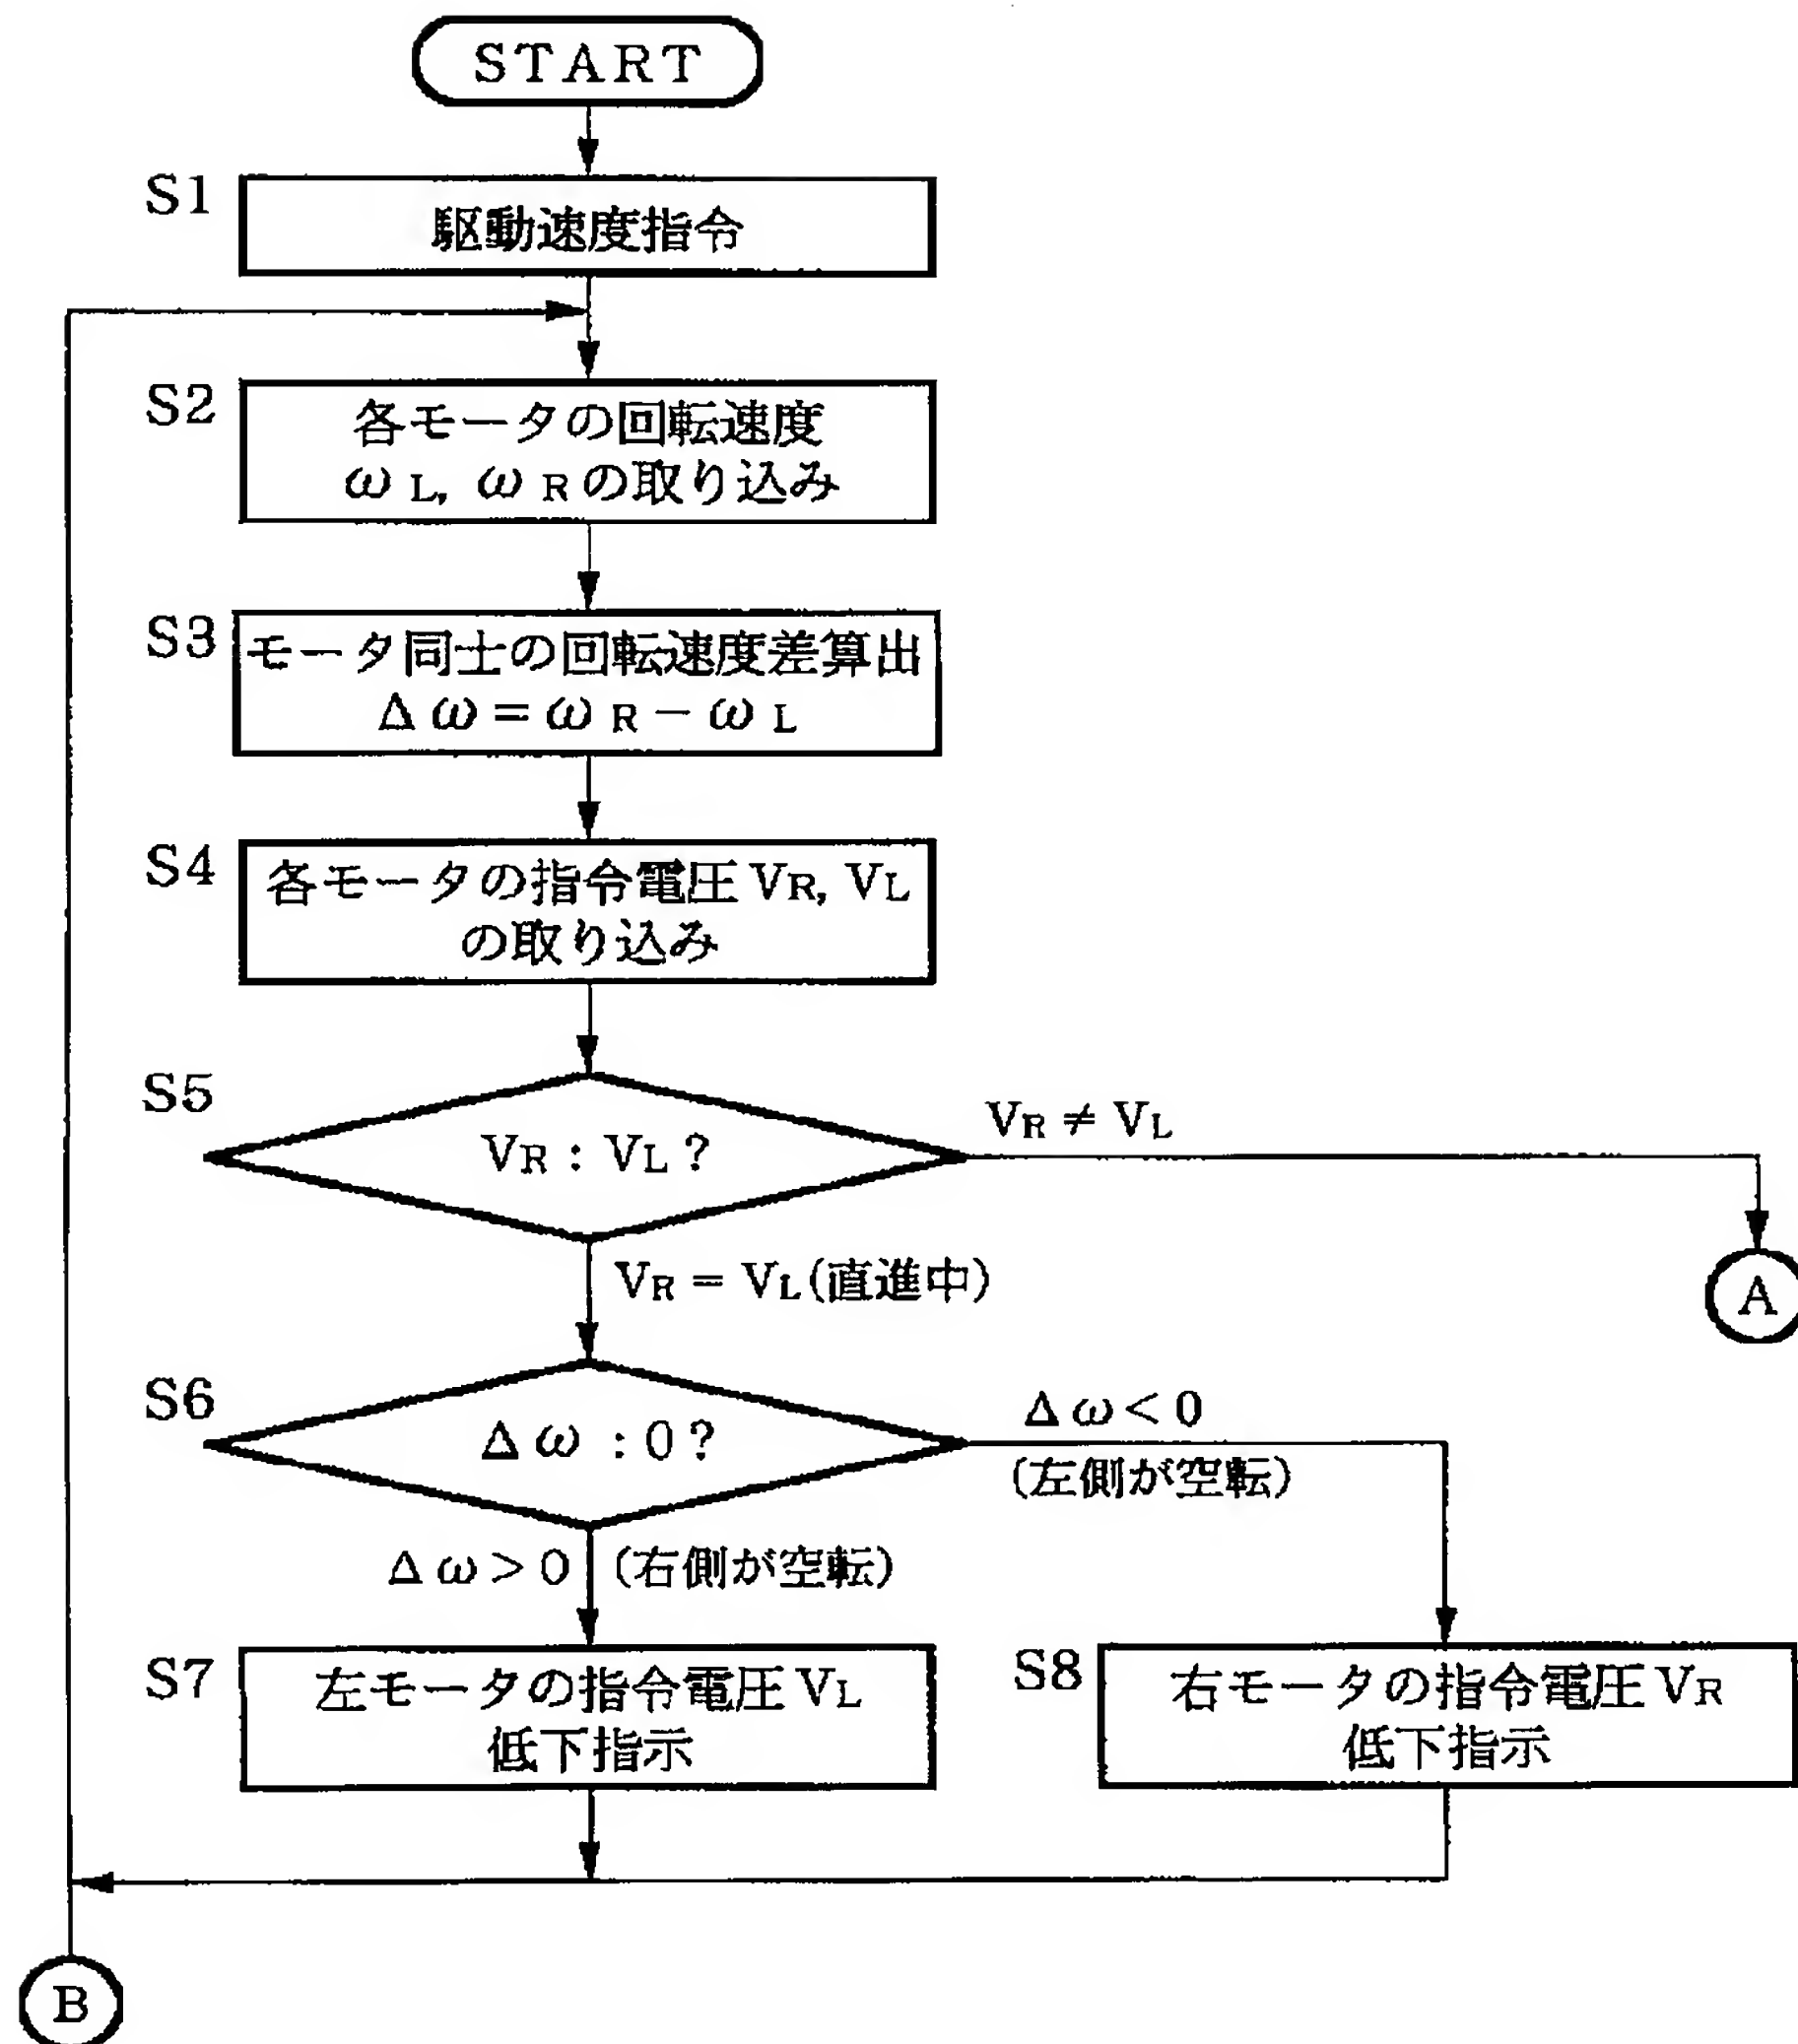 START
S1
駆動速度指令
S2
各モータの回転速度
ωL, ωRの取り込み
S3
モータ同士の回転速度差算出
Δω=ωR−ωL
S4
各モータの指令電圧VR, VL
の取り込み
S5
VR : VL ?
VR ≠ VL
A
VR = VL(直進中)
S6
Δω : 0 ?
Δω<0
(左側が空転)
Δω>0 (右側が空転)
S7
左モータの指令電圧VL
低下指示
S8
右モータの指令電圧VR
低下指示
B